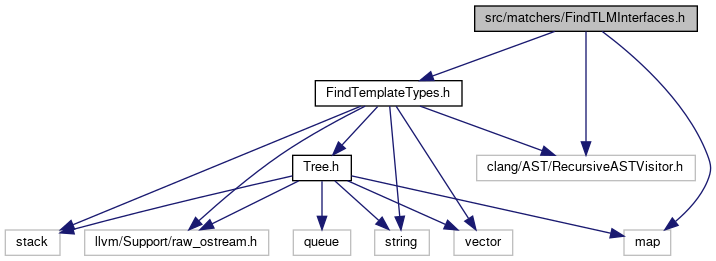 src/matchers/FindTLMInterfaces.h
FindTemplateTypes.h
Tree.h
clang/AST/RecursiveASTVisitor.h
stack
llvm/Support/raw_ostream.h
queue
string
vector
map